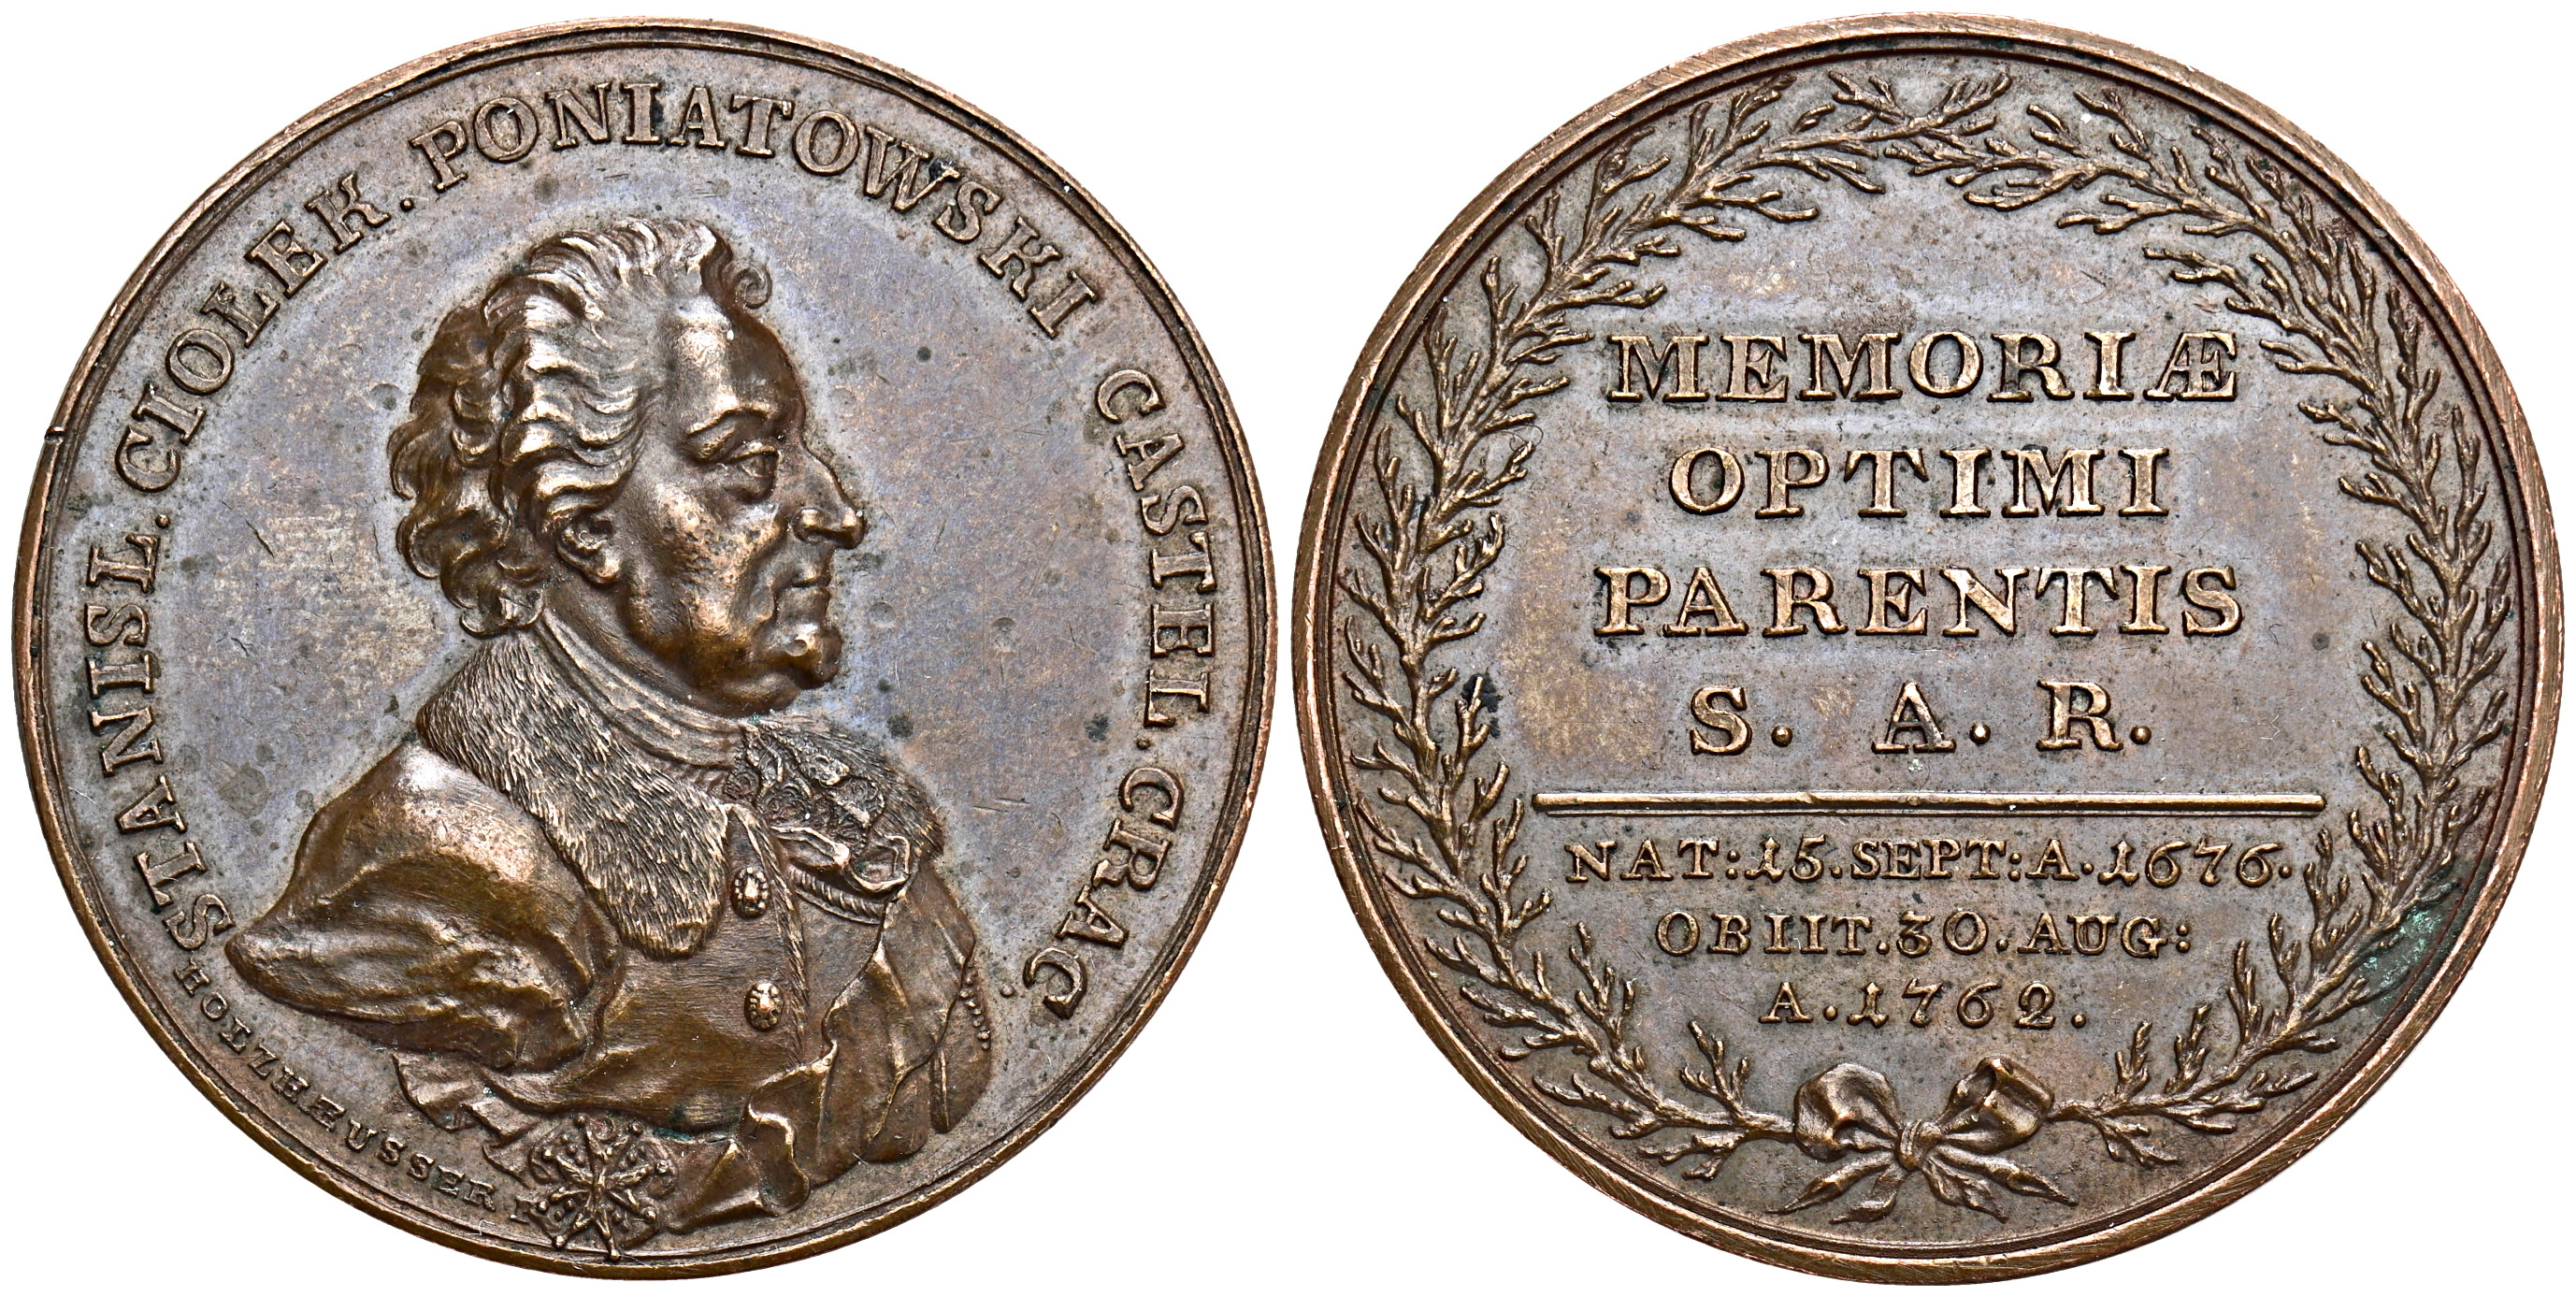 STANISL. CIOLEK. PONIATOWSKI CASTEL. CRAC.
HOLZHÆUSSER F.
MEMORIÆ
OPTIMI
PARENTIS
S. A. R.
NAT: 15. SEPT: A. 1676.
OBIIT. 30. AUG:
A. 1762.